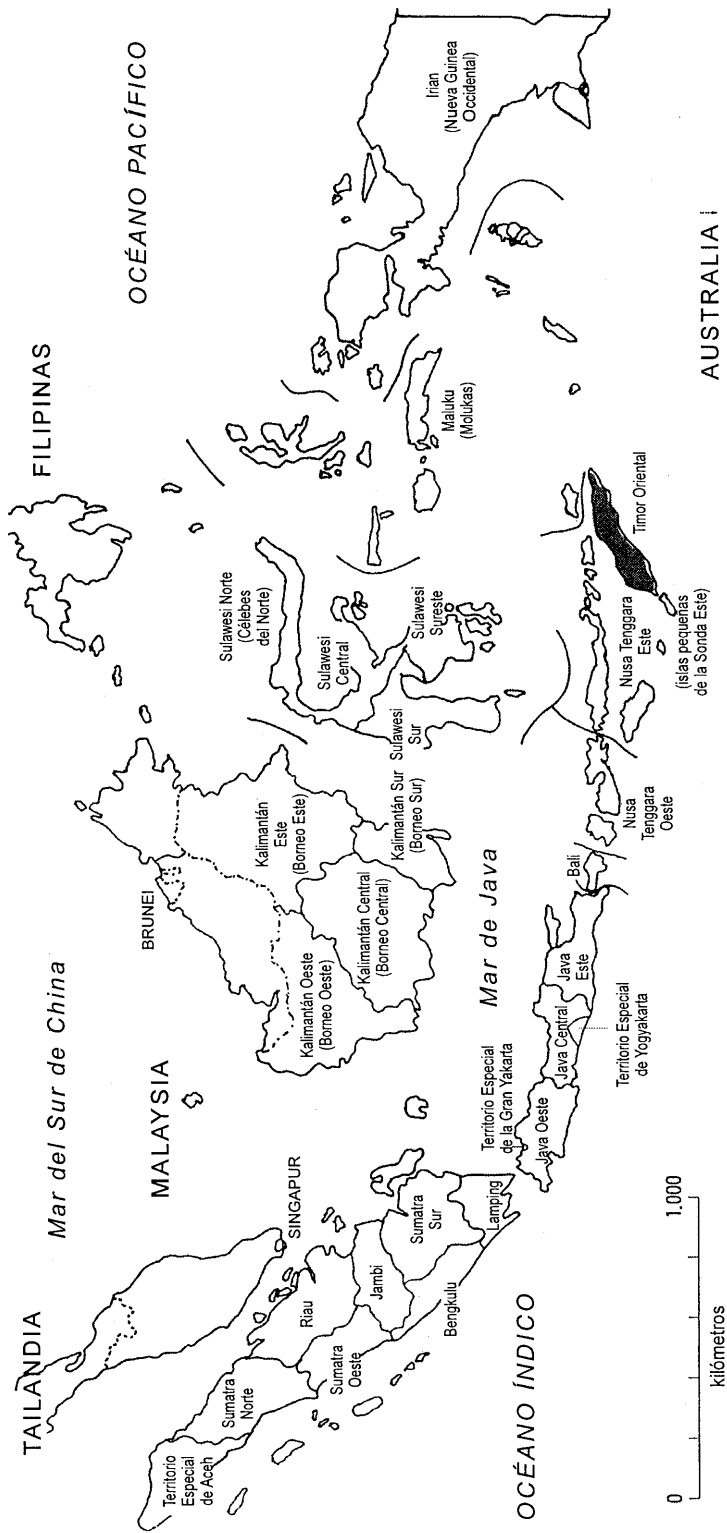 TAILANDIA
Mar del Sur de China
FILIPINAS
OCÉANO PACÍFICO
MALAYSIA
BRUNEI
SINGAPUR
Territorio
Especial
de Aceh
Sumatra
Norte
Riau
Sumatra
Oeste
Jambi
Sumatra
Sur
Bengkulu
Lamping
Kalimantán Oeste
(Borneo Oeste)
Kalimantán Central
(Borneo Central)
Kalimantán
Este
(Borneo Este)
Kalimantán Sur
(Borneo Sur)
Sulawesi Norte
(Célebes
del Norte)
Sulawesi
Central
Sulawesi
Sureste
Sulawesi
Sur
Maluku
(Molukas)
Irian
(Nueva Guinea
Occidental)
Mar de Java
Territorio Especial
de la Gran Yakarta
Java Oeste
Java Central
Java
Este
Territorio Especial
de Yogyakarta
Bali
Nusa
Tenggara
Oeste
Nusa Tenggara
Este
(islas pequeñas
de la Sonda Este)
Timor Oriental
OCÉANO ÍNDICO
AUSTRALIA
0
1.000
kilómetros